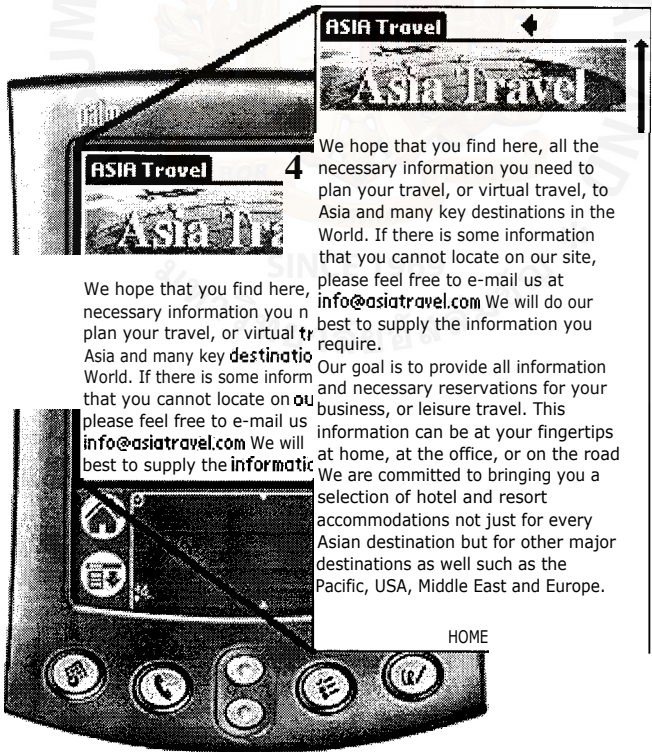 palm
ASIA Travel
4
Asia Tra
We hope that you find here,
necessary information you n
plan your travel, or virtual tr
Asia and many key destinatio
World. If there is some inform
that you cannot locate on ou
please feel free to e-mail us
info@asiatravel.com We will
best to supply the informatio
ASIA Travel
Asia Travel
We hope that you find here, all the
necessary information you need to
plan your travel, or virtual travel, to
Asia and many key destinations in the
World. If there is some information
that you cannot locate on our site,
please feel free to e-mail us at
info@asiatravel.com We will do our
best to supply the information you
require.
Our goal is to provide all information
and necessary reservations for your
business, or leisure travel. This
information can be at your fingertips
at home, at the office, or on the road
We are committed to bringing you a
selection of hotel and resort
accommodations not just for every
Asian destination but for other major
destinations as well such as the
Pacific, USA, Middle East and Europe.
HOME
SINCE 1969